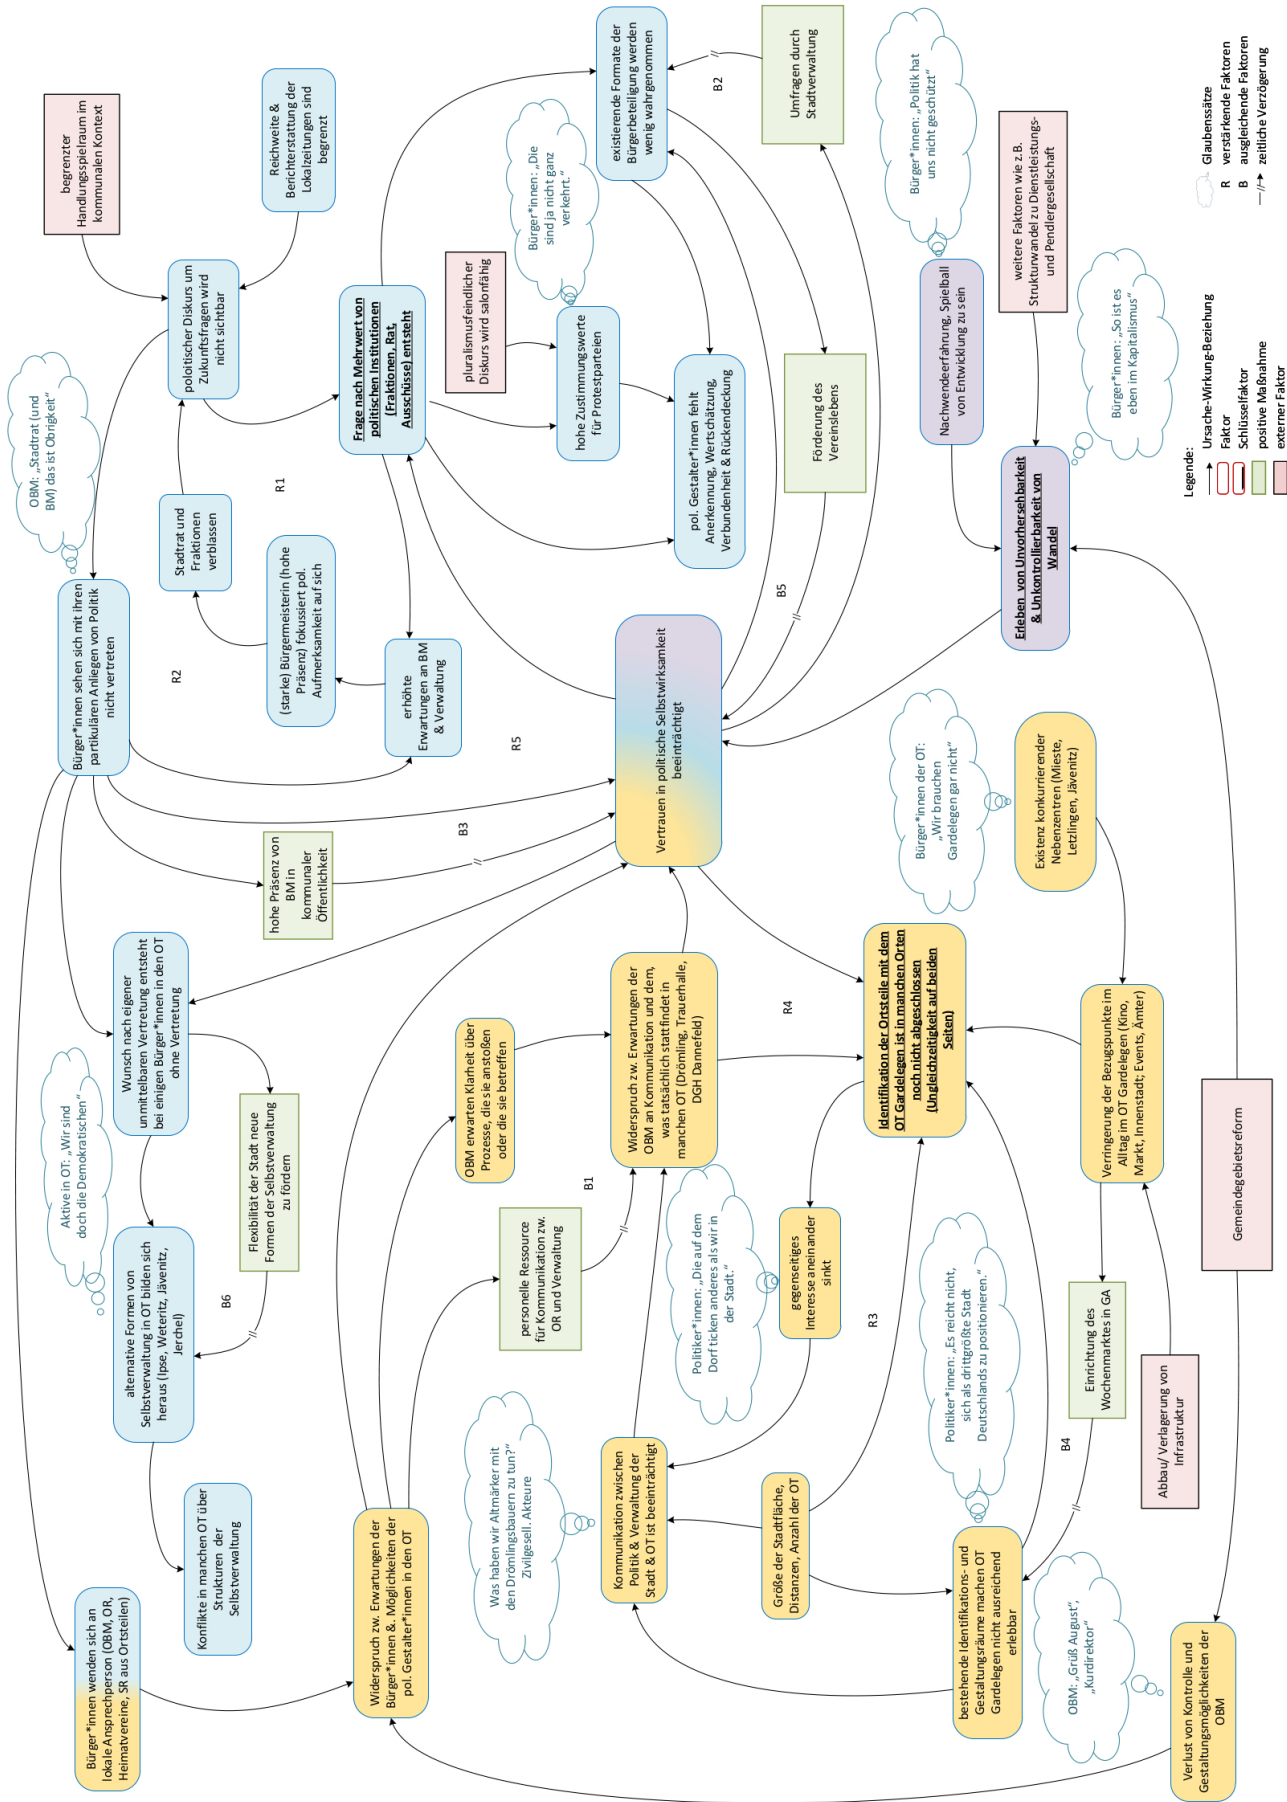 Bürger*innen wenden sich an
lokale Ansprechperson (OBM, OR,
Heimatvereine, SR aus Ortsteilen)
Konflikte in manchen OT über
Strukturen der
Selbstverwaltung
alternative Formen von
Selbstverwaltung in OT bilden sich
heraus (Ipse, Weteritz, Jävenitz,
Jerchel)
Aktive in OT: „Wir sind
doch die Demokratischen“
Wunsch nach eigener
unmittelbaren Vertretung entsteht
bei einigen Bürger*innen in den OT
ohne Vertretung
Flexibilität der Stadt neue
Formen der Selbstverwaltung
zu fördern
B6
hohe Präsenz von
BM in
kommunaler
Öffentlichkeit
B3
Bürger*innen sehen sich mit ihren
partikulären Anliegen von Politik
nicht vertreten
OBM: „Stadtrat (und
BM) das ist Obrigkeit“
R2
Stadtrat und
Fraktionen
verblassen
(starke) Bürgermeisterin (hohe
Präsenz) fokussiert pol.
Aufmerksamkeit auf sich
erhöhte
Erwartungen an BM
& Verwaltung
R1
R5
poloitischer Diskurs um
Zukunftsfragen wird
nicht sichtbar
begrenzter
Handlungsspielraum im
kommunalen Kontext
Reichweite &
Berichterstattung der
Lokalzeitungen sind
begrenzt
Frage nach Mehrwert von
politischen Institutionen
(Fraktionen, Rat,
Ausschüsse) entsteht
pluralismusfeindlicher
Diskurs wird salonfähig
Bürger*innen: „Die
sind ja nicht ganz
verkehrt.“
hohe Zustimmungswerte
für Protestparteien
existierende Formate der
Bürgerbeteiligung werden
wenig wahrgenommen
B2
Umfragen durch
Stadtverwaltung
pol. Gestalter*innen fehlt
Anerkennung, Wertschätzung,
Verbundenheit & Rückendeckung
Förderung des
Vereinslebens
B5
Vertrauen in politische Selbstwirksamkeit
beeinträchtigt
Widerspruch zw. Erwartungen der
Bürger*innen &. Möglichkeiten der
pol. Gestalter*innen in den OT
OBM erwarten Klarheit über
Prozesse, die sie anstoßen
oder die sie betreffen
personelle Ressource
für Kommunikation zw.
OR und Verwaltung
B1
Widerspruch zw. Erwartungen der
OBM an Kommunikation und dem,
was tatsächlich stattfindet in
manchen OT (Drömling, Trauerhalle,
DGH Dannefeld)
R4
Was haben wir Altmärker mit
den Drömlingsbauern zu tun?“
Zivilgesell. Akteure
Kommunikation zwischen
Politik & Verwaltung der
Stadt & OT ist beeinträchtigt
Politiker*innen: „Die auf dem
Dorf ticken anderes als wir in
der Stadt.“
gegenseitiges
Interesse aneinander
sinkt
Größe der Stadtfläche,
Distanzen, Anzahl der OT
R3
Identifikation der Ortsteile mit dem
OT Gardelegen ist in manchen Orten
noch nicht abgeschlossen
(Ungleichzeitigkeit auf beiden
Seiten)
bestehende Identifikations- und
Gestaltungsräume machen OT
Gardelegen nicht ausreichend
erlebbar
Politiker*innen: „Es reicht nicht,
sich als drittgrößte Stadt
Deutschlands zu positionieren.“
Einrichtung des
Wochenmarktes in GA
B4
Verringerung der Bezugspunkte im
Alltag im OT Gardelegen (Kino,
Markt, Innenstadt; Events, Ämter)
Existenz konkurrierender
Nebenzentren (Mieste,
Letzlingen, Jävenitz)
Bürger*innen der OT:
„Wir brauchen
Gardelegen gar nicht“
OBM: „Grüß August“,
„Kurdirektor“
Verlust von Kontrolle und
Gestaltungsmöglichkeiten der
OBM
Abbau/ Verlagerung von
Infrastruktur
Gemeindegebietsreform
Erleben von Unvorhersehbarkeit
& Unkontrollierbarkeit von
Wandel
Nachwendeerfahrung, Spielball
von Entwicklung zu sein
Bürger*innen: „Politik hat
uns nicht geschützt“
weitere Faktoren wie z.B.
Strukturwandel zu Dienstleistungs-
und Pendlergesellschaft
Bürger*innen: „So ist es
eben im Kapitalismus“
Legende:
Ursache-Wirkung-Beziehung
Faktor
Schlüsselfaktor
positive Maßnahme
externer Faktor
Glaubenssätze
R verstärkende Faktoren
B ausgleichende Faktoren
zeitliche Verzögerung